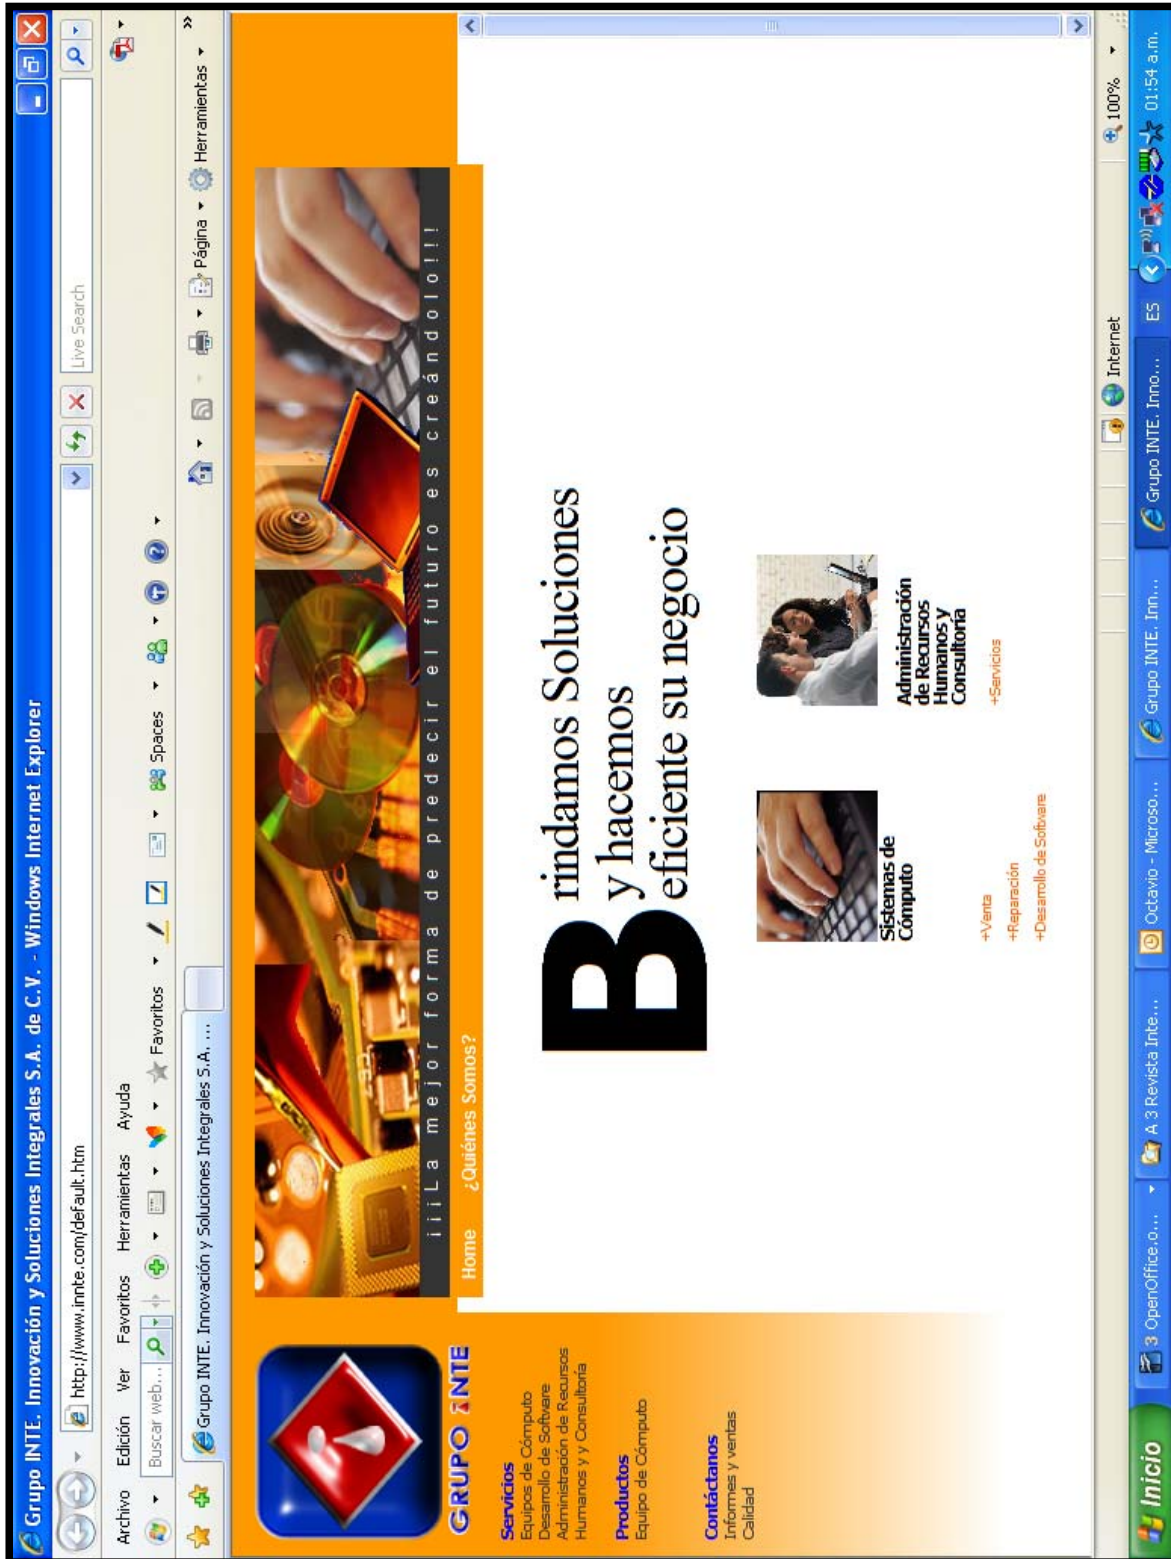 Grupo INTE. Innovación y Soluciones Integrales S.A. de C.V. - Windows Internet Explorer
http://www.innte.com/default.htm
Live Search
Archivo Edición Ver Favoritos Herramientas Ayuda
Buscar web... Favoritos Spaces
Grupo INTE. Innovación y Soluciones Integrales S.A. ...
Página Herramientas
¡¡¡La mejor forma de predecir el futuro es creándolo!!!
GRUPO INTE
Home ¿Quiénes Somos?
Servicios
Equipos de Cómputo
Desarrollo de Software
Administración de Recursos
Humanos y y Consultoría
Productos
Equipo de Cómputo
Contáctanos
Informes y ventas
Calidad
Brindamos Soluciones
y hacemos
eficiente su negocio
Sistemas de
Cómputo
+Venta
+Reparación
+Desarrollo de Software
Administración
de Recursos
Humanos y
Consultoría
+Servicios
Internet 100%
Inicio
3 OpenOffice.o...
A 3 Revista Inte...
Octavio - Microso...
Grupo INTE. Inn...
Grupo INTE. Inno...
ES
01:54 a.m.